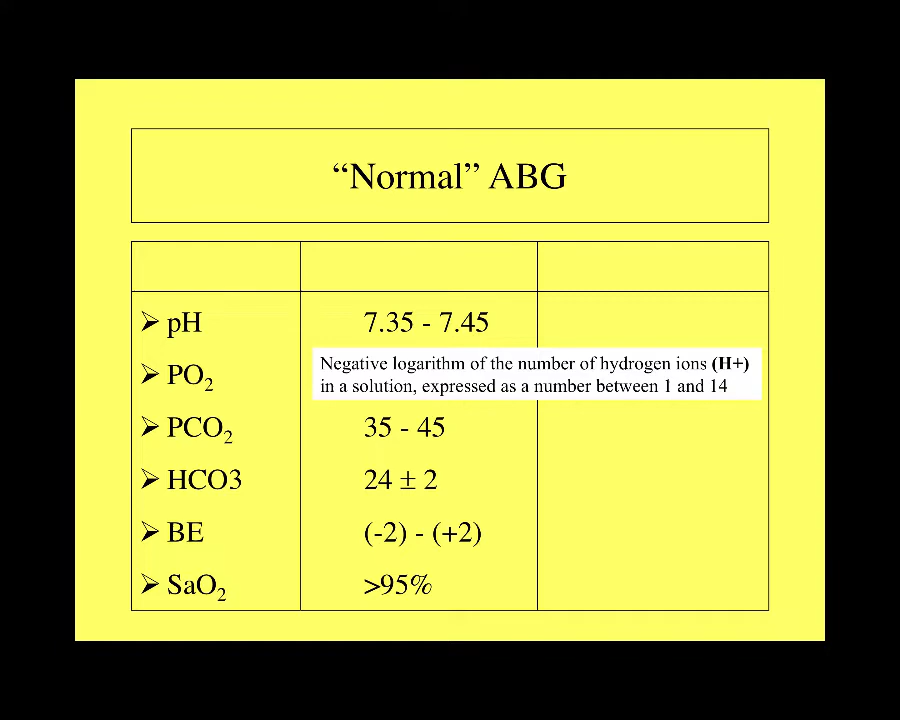 “Normal” ABG
➢ pH 7.35 - 7.45
Negative logarithm of the number of hydrogen ions (H+)
in a solution, expressed as a number between 1 and 14
➢ PO₂
➢ PCO₂ 35 - 45
➢ HCO3 24 ± 2
➢ BE (-2) - (+2)
➢ SaO₂ >95%